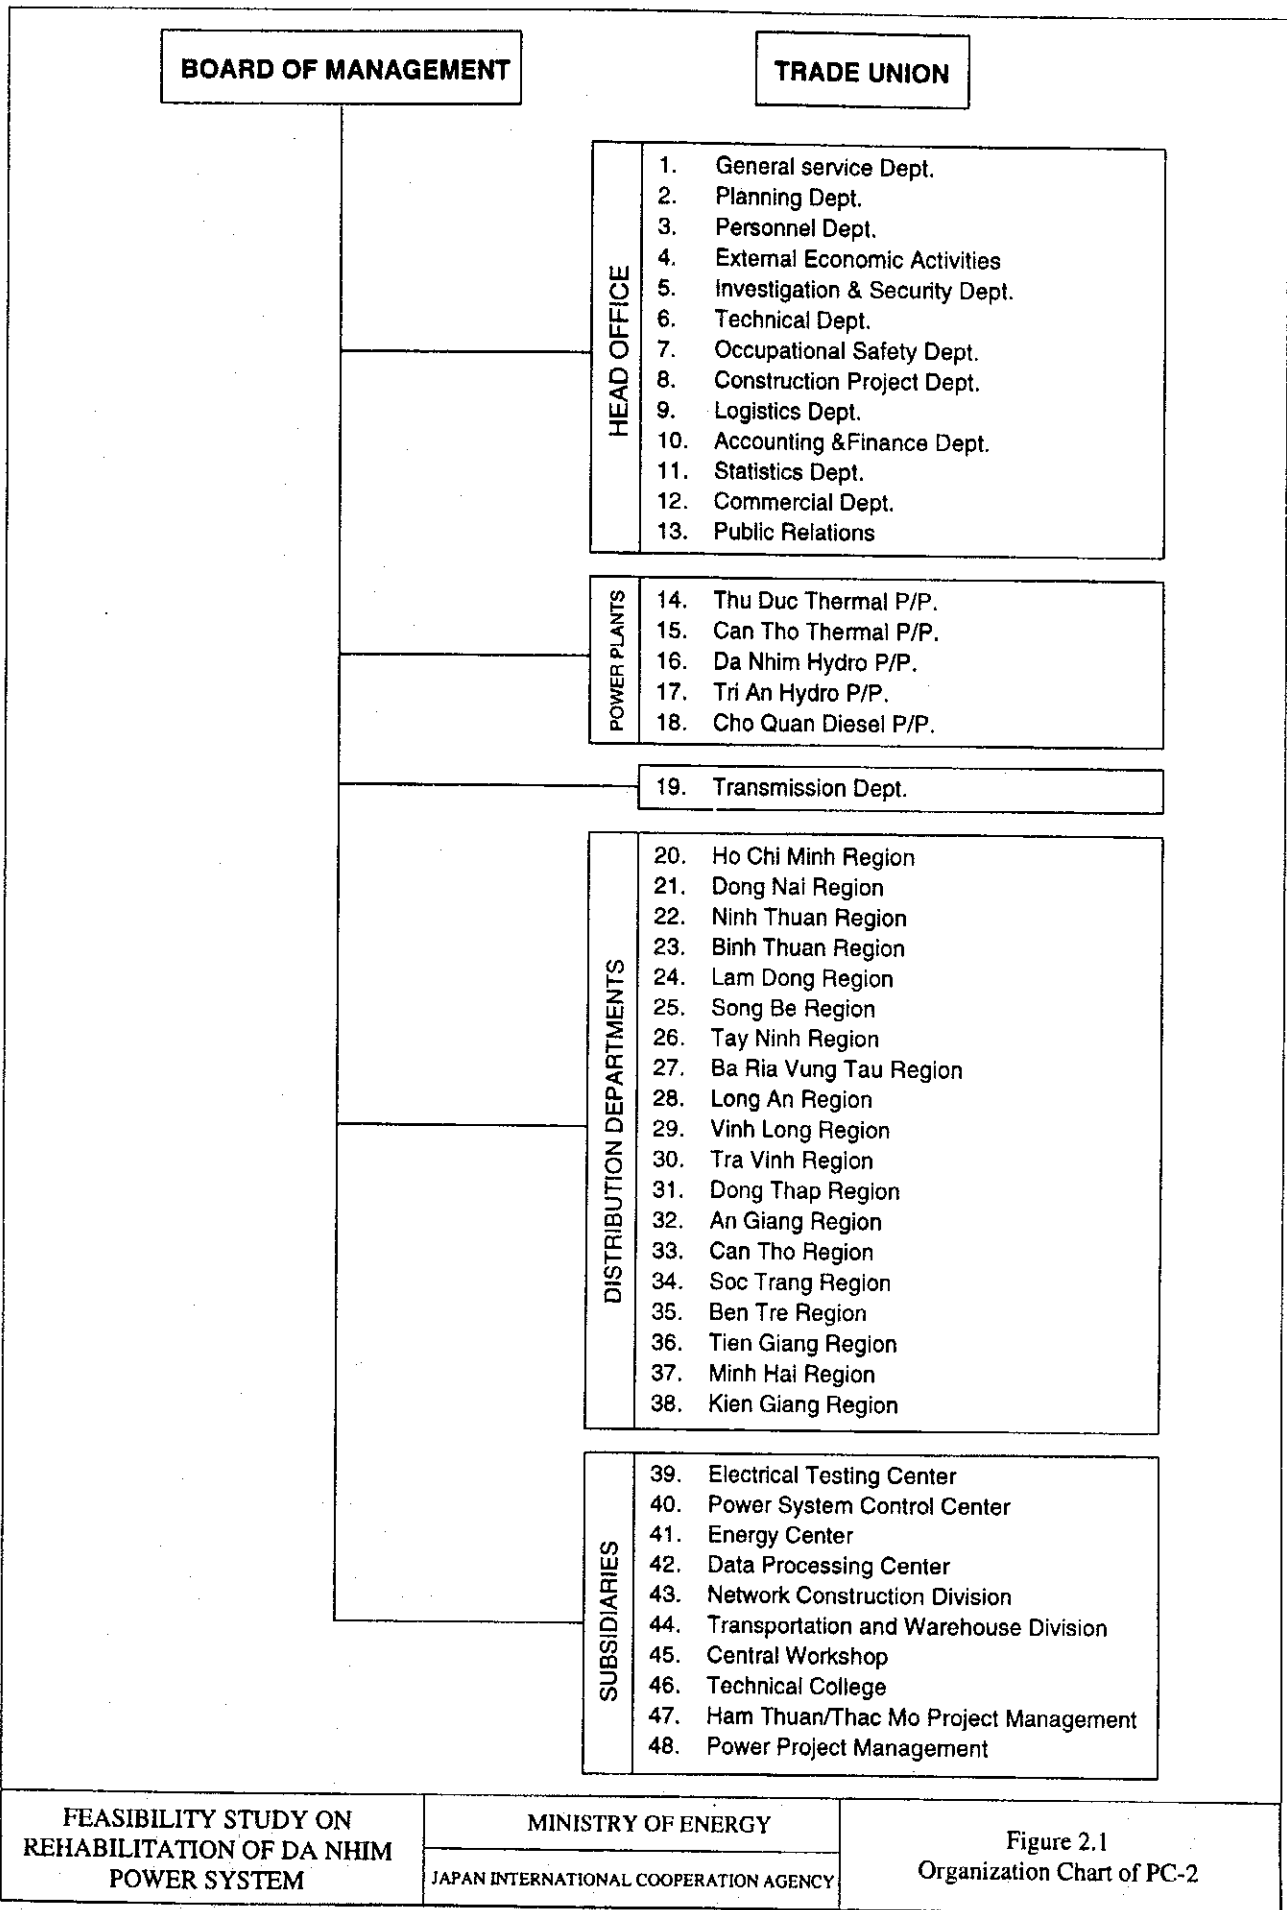 BOARD OF MANAGEMENT
TRADE UNION
HEAD OFFICE
1. General service Dept.
2. Planning Dept.
3. Personnel Dept.
4. External Economic Activities
5. Investigation & Security Dept.
6. Technical Dept.
7. Occupational Safety Dept.
8. Construction Project Dept.
9. Logistics Dept.
10. Accounting &Finance Dept.
11. Statistics Dept.
12. Commercial Dept.
13. Public Relations
POWER PLANTS
14. Thu Duc Thermal P/P.
15. Can Tho Thermal P/P.
16. Da Nhim Hydro P/P.
17. Tri An Hydro P/P.
18. Cho Quan Diesel P/P.
19. Transmission Dept.
DISTRIBUTION DEPARTMENTS
20. Ho Chi Minh Region
21. Dong Nai Region
22. Ninh Thuan Region
23. Binh Thuan Region
24. Lam Dong Region
25. Song Be Region
26. Tay Ninh Region
27. Ba Ria Vung Tau Region
28. Long An Region
29. Vinh Long Region
30. Tra Vinh Region
31. Dong Thap Region
32. An Giang Region
33. Can Tho Region
34. Soc Trang Region
35. Ben Tre Region
36. Tien Giang Region
37. Minh Hai Region
38. Kien Giang Region
SUBSIDIARIES
39. Electrical Testing Center
40. Power System Control Center
41. Energy Center
42. Data Processing Center
43. Network Construction Division
44. Transportation and Warehouse Division
45. Central Workshop
46. Technical College
47. Ham Thuan/Thac Mo Project Management
48. Power Project Management
FEASIBILITY STUDY ON
REHABILITATION OF DA NHIM
POWER SYSTEM
MINISTRY OF ENERGY
JAPAN INTERNATIONAL COOPERATION AGENCY
Figure 2.1
Organization Chart of PC-2